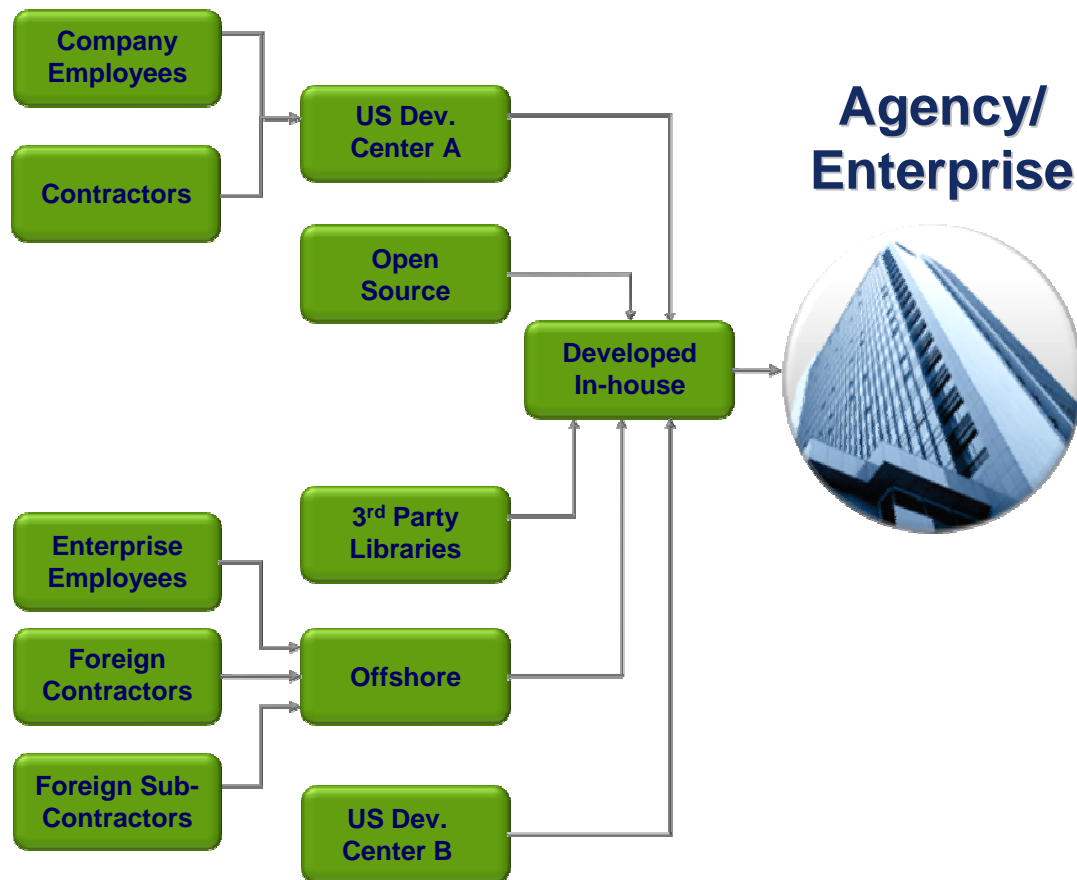 Company
Employees
Contractors
US Dev.
Center A
Open
Source
Developed
In-house
Agency/
Enterprise
3rd Party
Libraries
Enterprise
Employees
Foreign
Contractors
Offshore
Foreign Sub-
Contractors
US Dev.
Center B